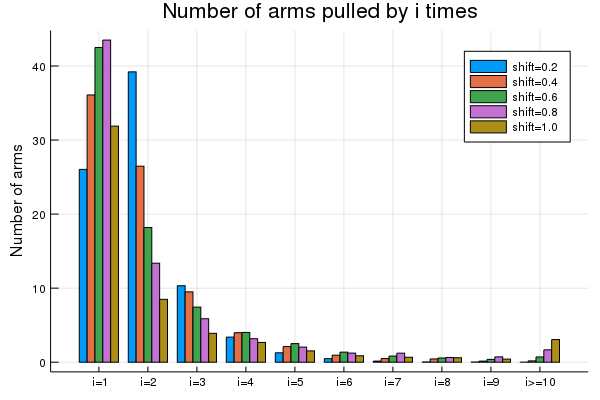 Number of arms pulled by i times
Number of arms
40
30
20
10
0
shift=0.2
shift=0.4
shift=0.6
shift=0.8
shift=1.0
i=1 i=2 i=3 i=4 i=5 i=6 i=7 i=8 i=9 i>=10